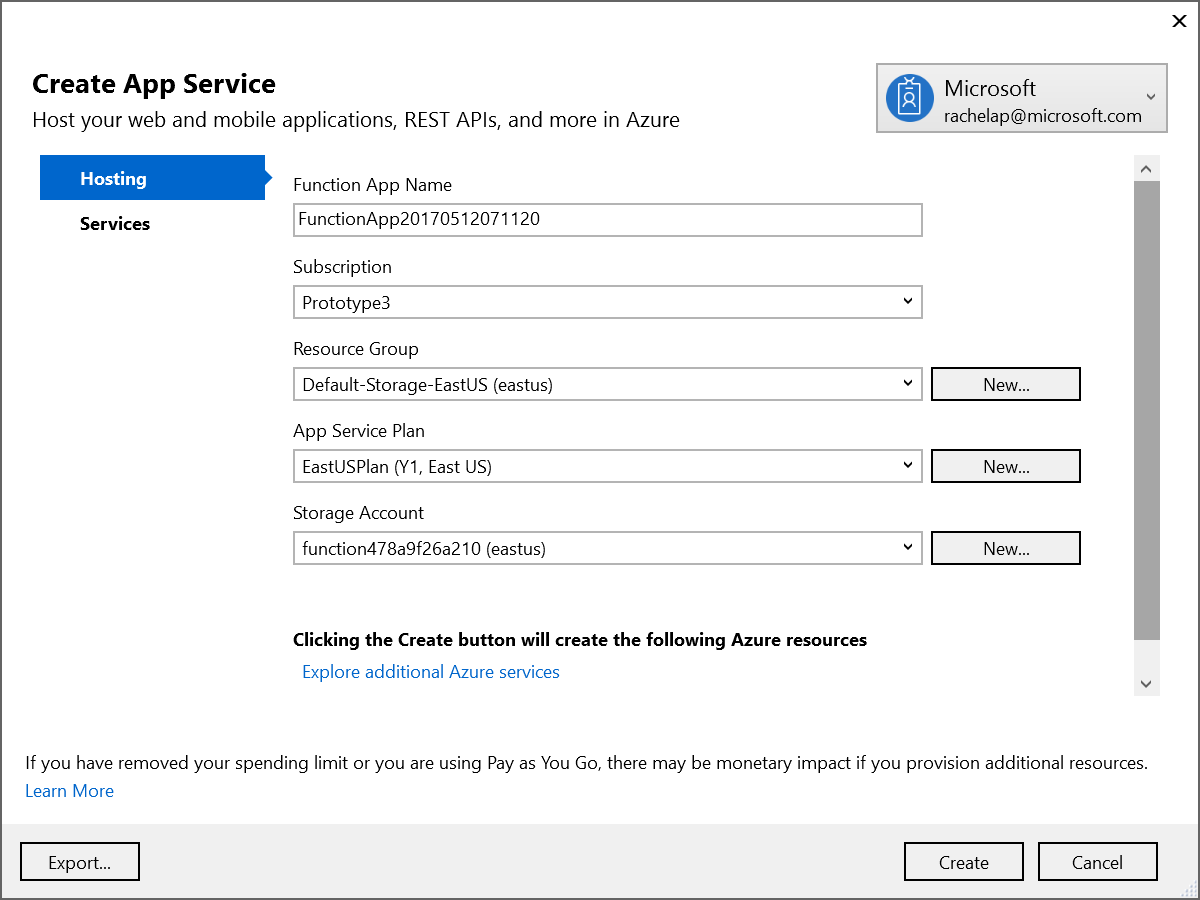 Create App Service
Host your web and mobile applications, REST APIs, and more in Azure
Microsoft
rachelap@microsoft.com
Hosting
Services
Function App Name
FunctionApp20170512071120
Subscription
Prototype3
Resource Group
Default-Storage-EastUS (eastus)
New...
App Service Plan
EastUSPlan (Y1, East US)
New...
Storage Account
function478a9f26a210 (eastus)
New...
Clicking the Create button will create the following Azure resources
Explore additional Azure services
If you have removed your spending limit or you are using Pay as You Go, there may be monetary impact if you provision additional resources.
Learn More
Export...
Create
Cancel